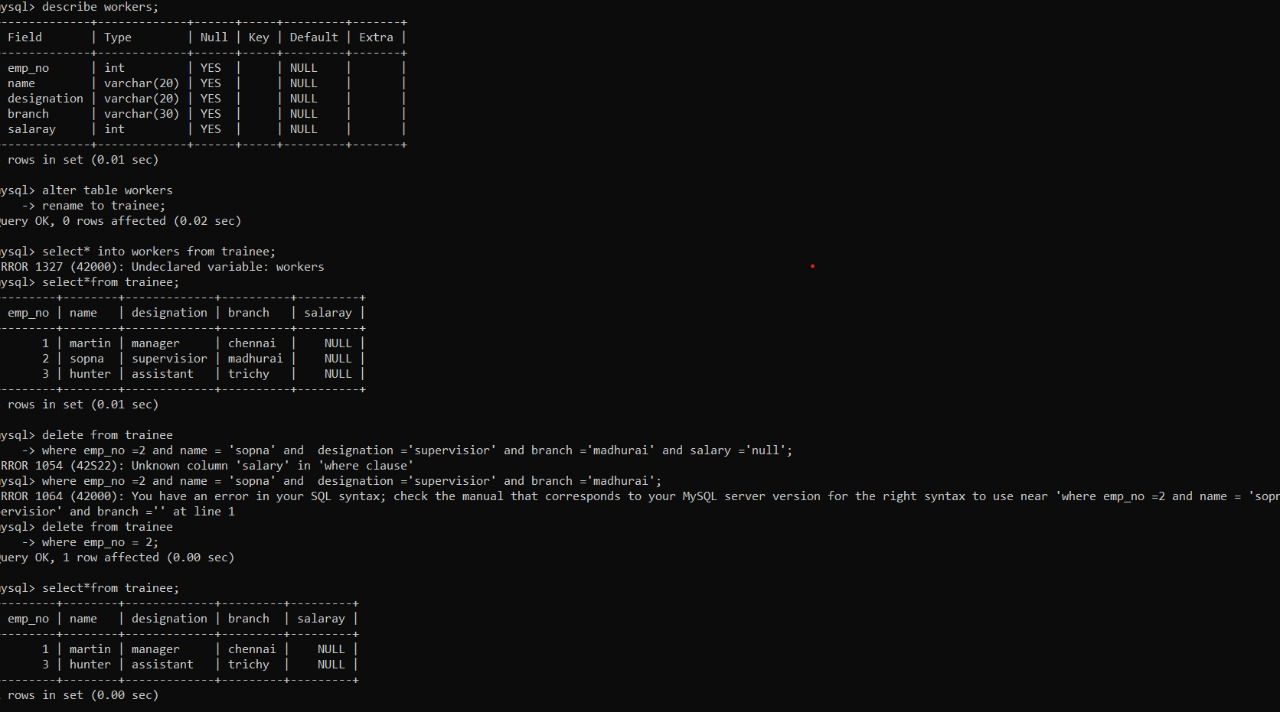 ysql> describe workers;
-------------+-------------+------+-----+---------+-------+
Field       | Type        | Null | Key | Default | Extra |
-------------+-------------+------+-----+---------+-------+
emp_no      | int         | YES  |     | NULL    |       |
name        | varchar(20) | YES  |     | NULL    |       |
designation | varchar(20) | YES  |     | NULL    |       |
branch      | varchar(30) | YES  |     | NULL    |       |
salaray     | int         | YES  |     | NULL    |       |
-------------+-------------+------+-----+---------+-------+
rows in set (0.01 sec)
ysql> alter table workers
-> rename to trainee;
uery OK, 0 rows affected (0.02 sec)
ysql> select* into workers from trainee;
RROR 1327 (42000): Undeclared variable: workers
ysql> select*from trainee;
--------+--------+-------------+----------+---------+
emp_no | name   | designation | branch   | salaray |
--------+--------+-------------+----------+---------+
1 | martin | manager     | chennai  |    NULL |
2 | sopna  | supervisior | madhurai |    NULL |
3 | hunter | assistant   | trichy   |    NULL |
--------+--------+-------------+----------+---------+
rows in set (0.01 sec)
ysql> delete from trainee
-> where emp_no =2 and name = 'sopna' and  designation ='supervisior' and branch ='madhurai' and salary ='null';
RROR 1054 (42S22): Unknown column 'salary' in 'where clause'
ysql> where emp_no =2 and name = 'sopna' and  designation ='supervisior' and branch ='madhurai';
RROR 1064 (42000): You have an error in your SQL syntax; check the manual that corresponds to your MySQL server version for the right syntax to use near 'where emp_no =2 and name = 'sopn
ervisior' and branch ='' at line 1
ysql> delete from trainee
-> where emp_no = 2;
uery OK, 1 row affected (0.00 sec)
ysql> select*from trainee;
--------+--------+-------------+---------+---------+
emp_no | name   | designation | branch  | salaray |
--------+--------+-------------+---------+---------+
1 | martin | manager     | chennai |    NULL |
3 | hunter | assistant   | trichy  |    NULL |
--------+--------+-------------+---------+---------+
rows in set (0.00 sec)